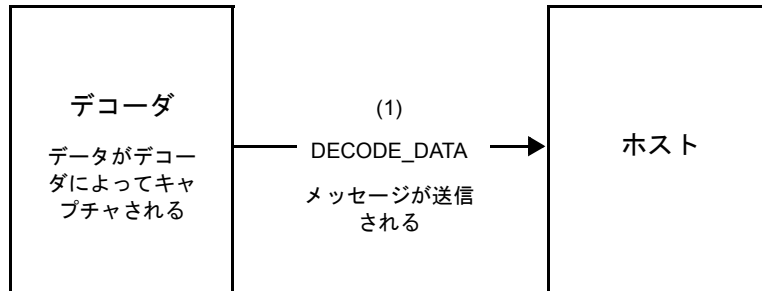 デコーダ
データがデコー
ダによってキャ
プチャされる
(1)
DECODE_DATA
メッセージが送信
される
ホスト